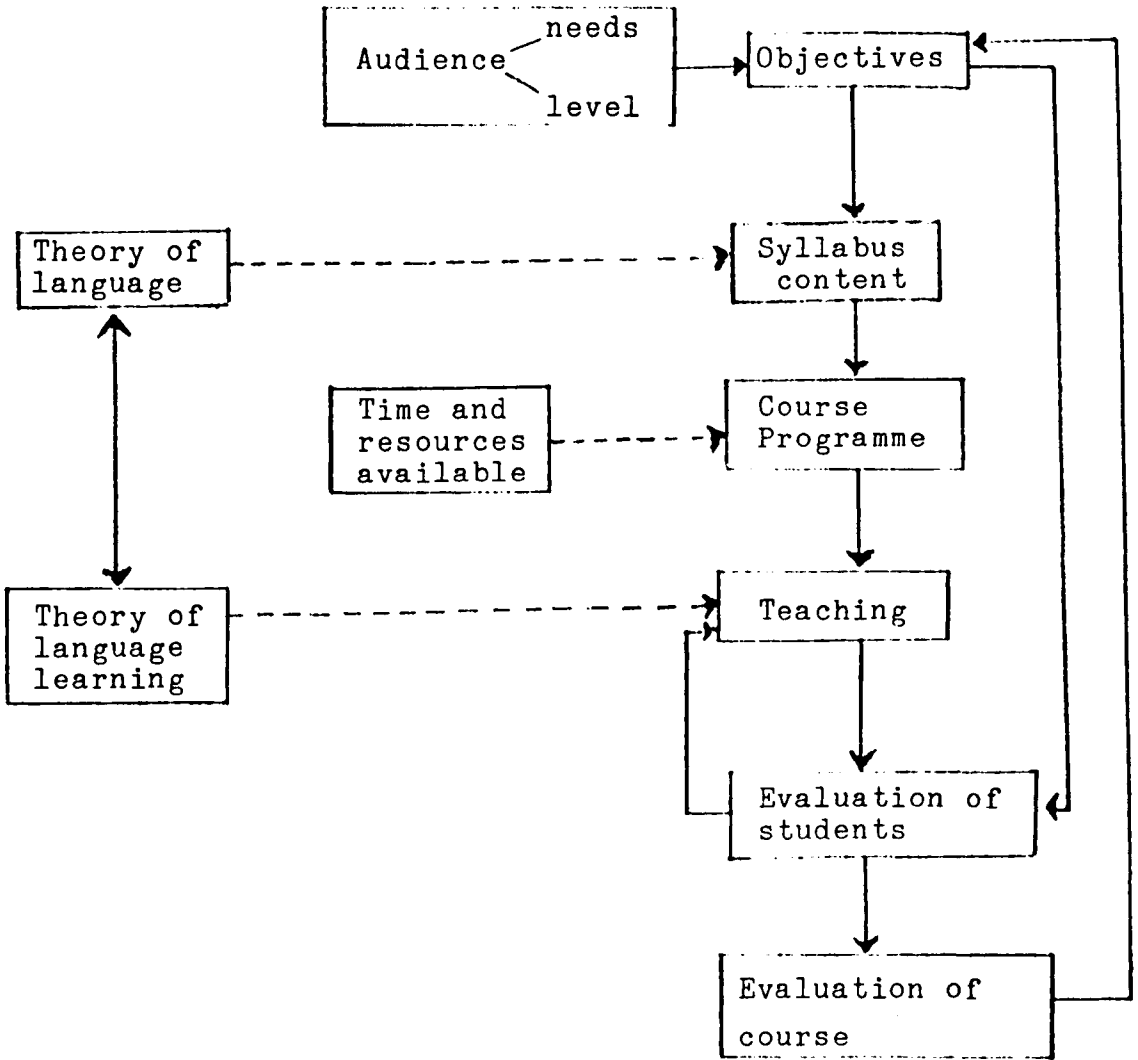 needs
Audience
level
Objectives
Theory of
language
Syllabus
content
Time and
resources
available
Course
Programme
Theory of
language
learning
Teaching
Evaluation of
students
Evaluation of
course